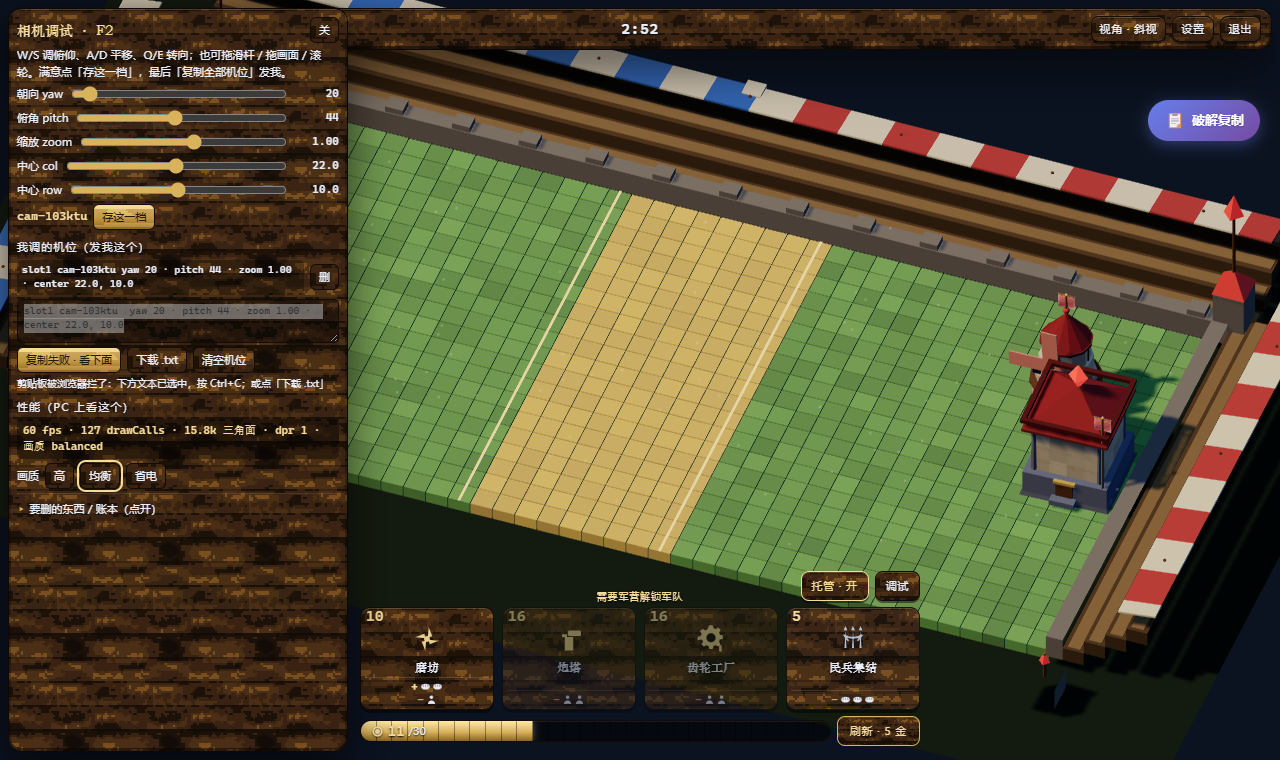 相机调试 · F2
关
2:52
视角 · 斜视
设置
退出
W/S 调俯仰、A/D 平移、Q/E 转向；也可拖滑杆 / 拖画面 / 滚
轮。满意点「存这一档」，最后「复制全部机位」发我。
朝向 yaw 20
俯角 pitch 44
缩放 zoom 1.00
中心 col 22.0
中心 row 10.0
破解复制
cam-103ktu 存这一档
我调的机位（发我这个）
slot1 cam-103ktu yaw 20 · pitch 44 · zoom 1.00
· center 22.0, 10.0
删
slot1 cam-103ktu  yaw 20 · pitch 44 · zoom 1.00 ·
center 22.0, 10.0
复制失败 · 看下面
下载 .txt
清空机位
剪贴板被浏览器拦了：下方文本已选中，按 Ctrl+C；或点「下载 .txt」
性能（PC 上看这个）
60 fps · 127 drawCalls · 15.8k 三角面 · dpr 1 ·
画质 balanced
画质 高 均衡 省电
要删的东西 / 账本（点开）
托管 · 开
调试
需要军营解锁军队
10
磨坊
16
炮塔
16
齿轮工厂
5
民兵集结
11 /30
刷新 · 5 金